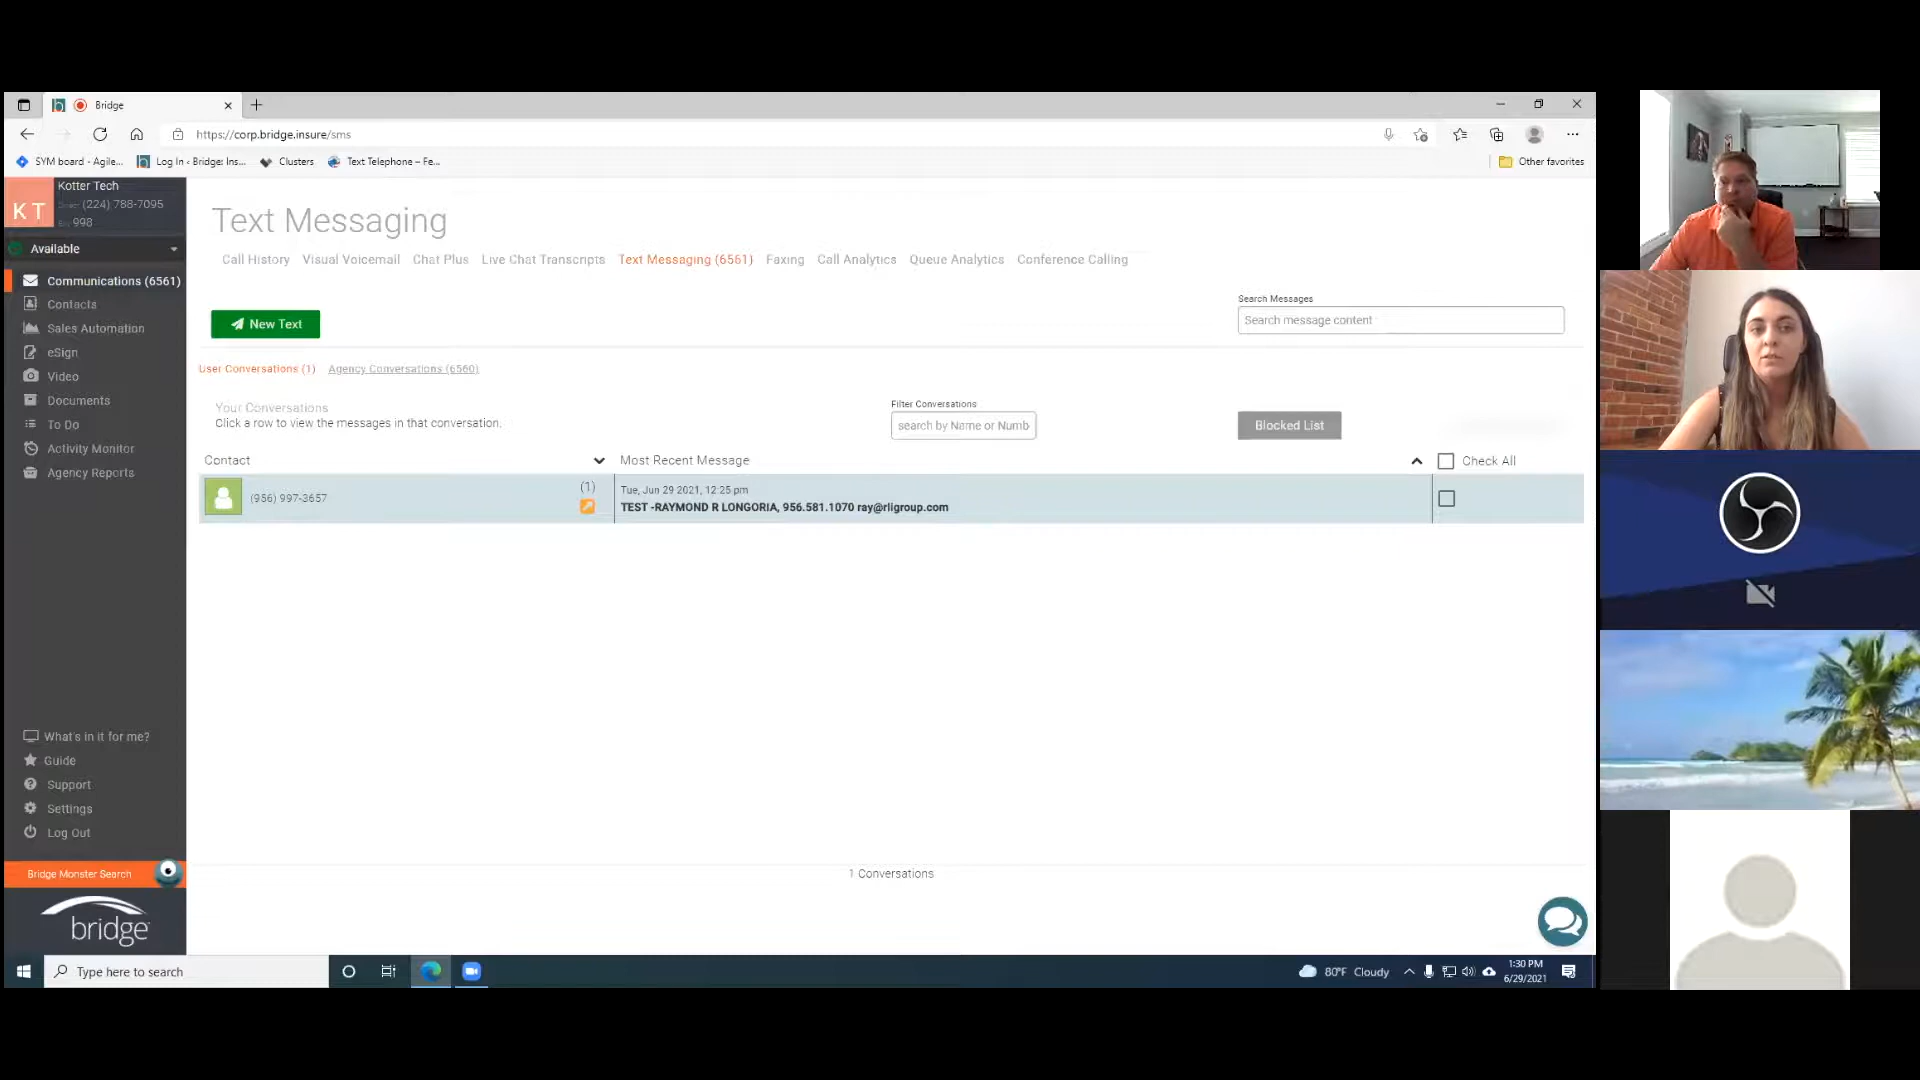 Bridge
https://corp.bridge.insure/sms
SYM board - Agile...
Log In ‹ Bridge: Ins...
Clusters
Text Telephone – Fe...
Other favorites
KT
Kotter Tech
(224) 788-7095
998
Available
Communications (6561)
Contacts
Sales Automation
eSign
Video
Documents
To Do
Activity Monitor
Agency Reports
What's in it for me?
Guide
Support
Settings
Log Out
Bridge Monster Search
bridge
Text Messaging
Call History Visual Voicemail Chat Plus Live Chat Transcripts Text Messaging (6561) Faxing Call Analytics Queue Analytics Conference Calling
New Text
Search Messages
Search message content
User Conversations (1) Agency Conversations (6560)
Your Conversations
Click a row to view the messages in that conversation.
Filter Conversations
search by Name or Numb
Blocked List
Contact
Most Recent Message
Check All
(956) 997-3657
(1)
Tue, Jun 29 2021, 12:25 pm
TEST -RAYMOND R LONGORIA, 956.581.1070 ray@rligroup.com
1 Conversations
Type here to search
80°F Cloudy
1:30 PM
6/29/2021